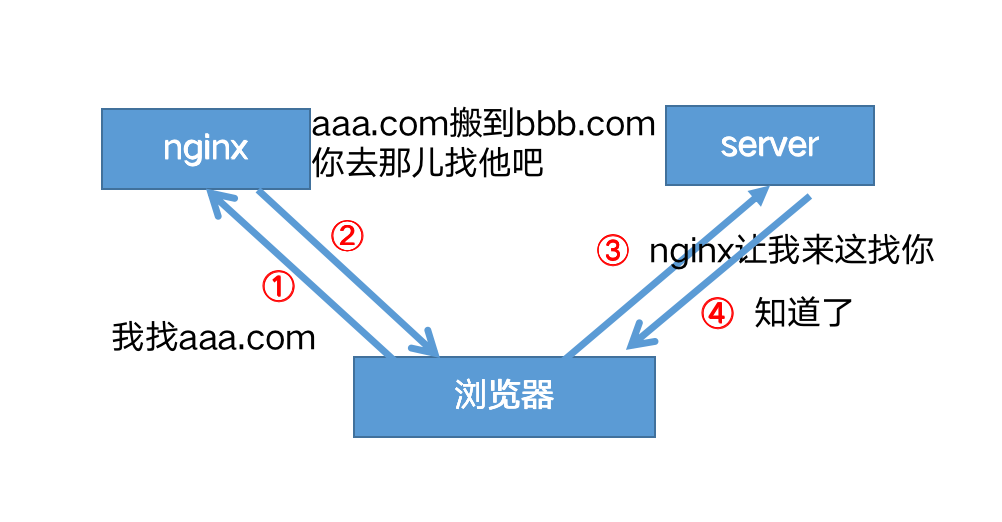 nginx
aaa.com搬到bbb.com
你去那儿找他吧
server
②
③
nginx让我来这找你
①
④
知道了
我找aaa.com
浏览器